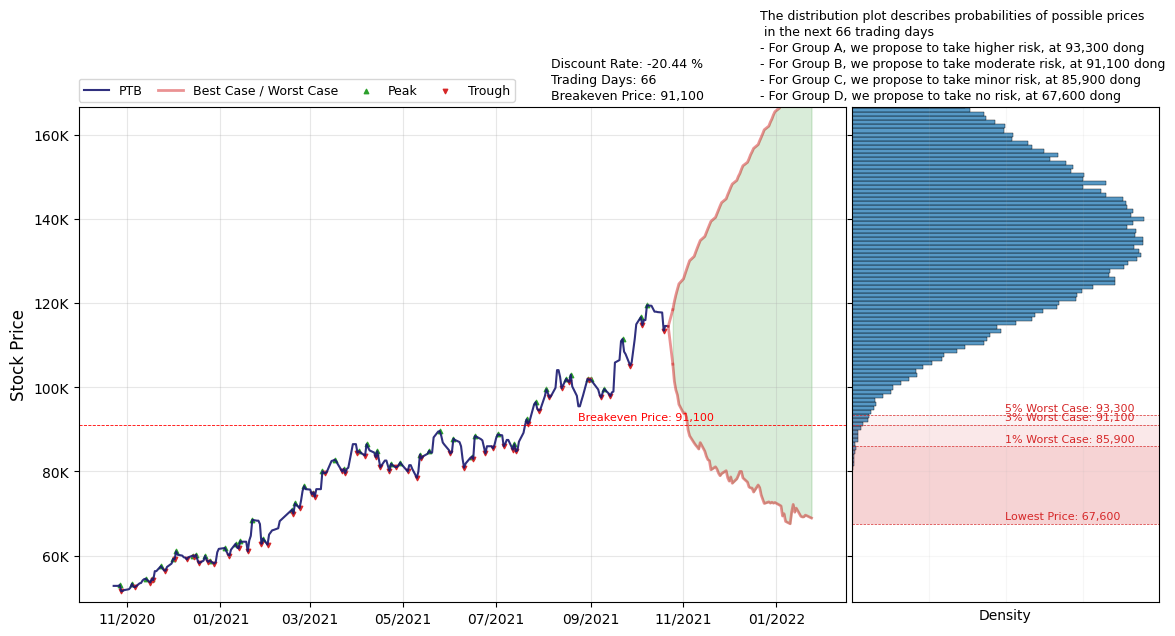 The distribution plot describes probabilities of possible prices
in the next 66 trading days
- For Group A, we propose to take higher risk, at 93,300 dong
- For Group B, we propose to take moderate risk, at 91,100 dong
- For Group C, we propose to take minor risk, at 85,900 dong
- For Group D, we propose to take no risk, at 67,600 dong
Discount Rate: -20.44 %
Trading Days: 66
Breakeven Price: 91,100
PTB
Best Case / Worst Case
Peak
Trough
Stock Price
160K
140K
120K
100K
80K
60K
Breakeven Price: 91,100
5% Worst Case: 93,300
3% Worst Case: 91,100
1% Worst Case: 85,900
Lowest Price: 67,600
11/2020
01/2021
03/2021
05/2021
07/2021
09/2021
11/2021
01/2022
Density